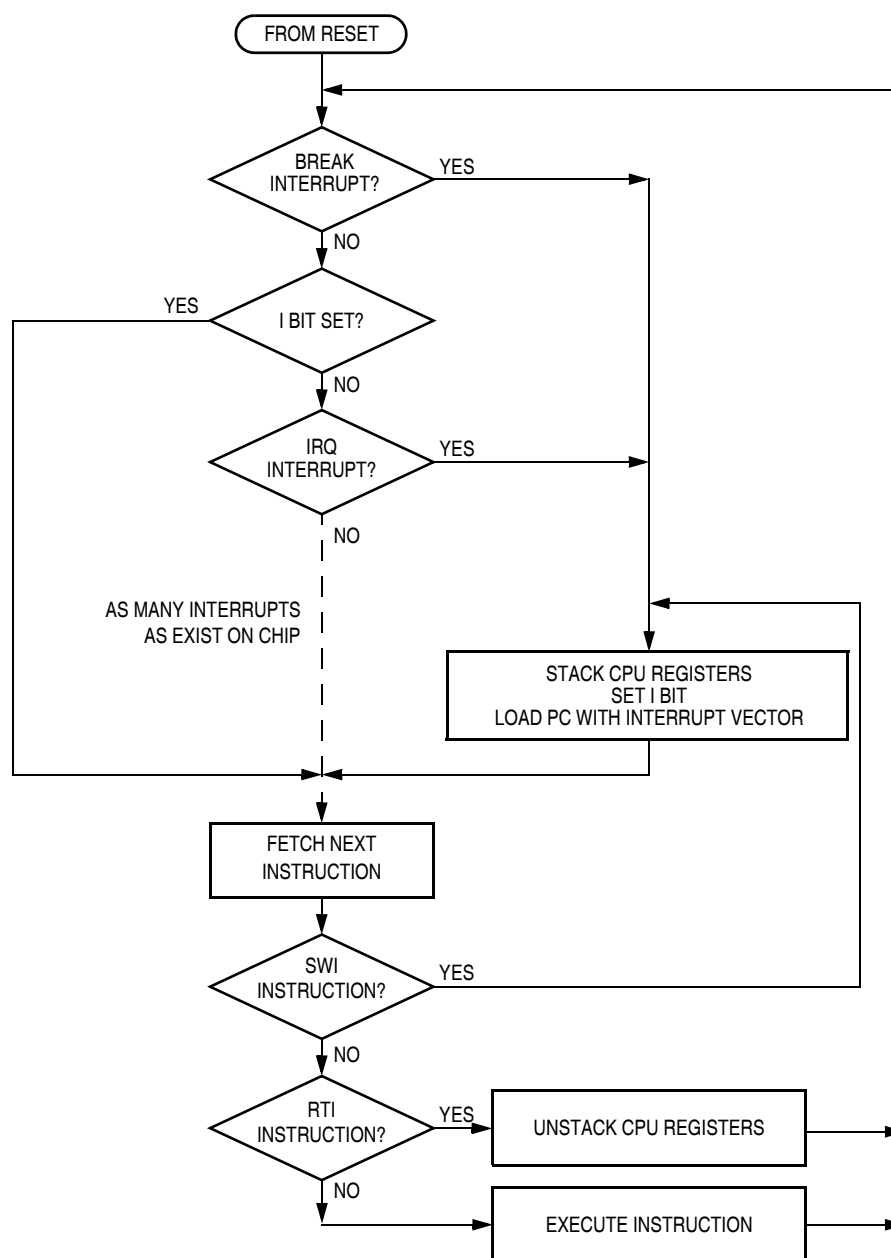 FROM RESET
BREAK
INTERRUPT?
YES
NO
YES
I BIT SET?
NO
IRQ
INTERRUPT?
YES
NO
AS MANY INTERRUPTS
AS EXIST ON CHIP
STACK CPU REGISTERS
SET I BIT
LOAD PC WITH INTERRUPT VECTOR
FETCH NEXT
INSTRUCTION
SWI
INSTRUCTION?
YES
NO
RTI
INSTRUCTION?
YES
UNSTACK CPU REGISTERS
NO
EXECUTE INSTRUCTION